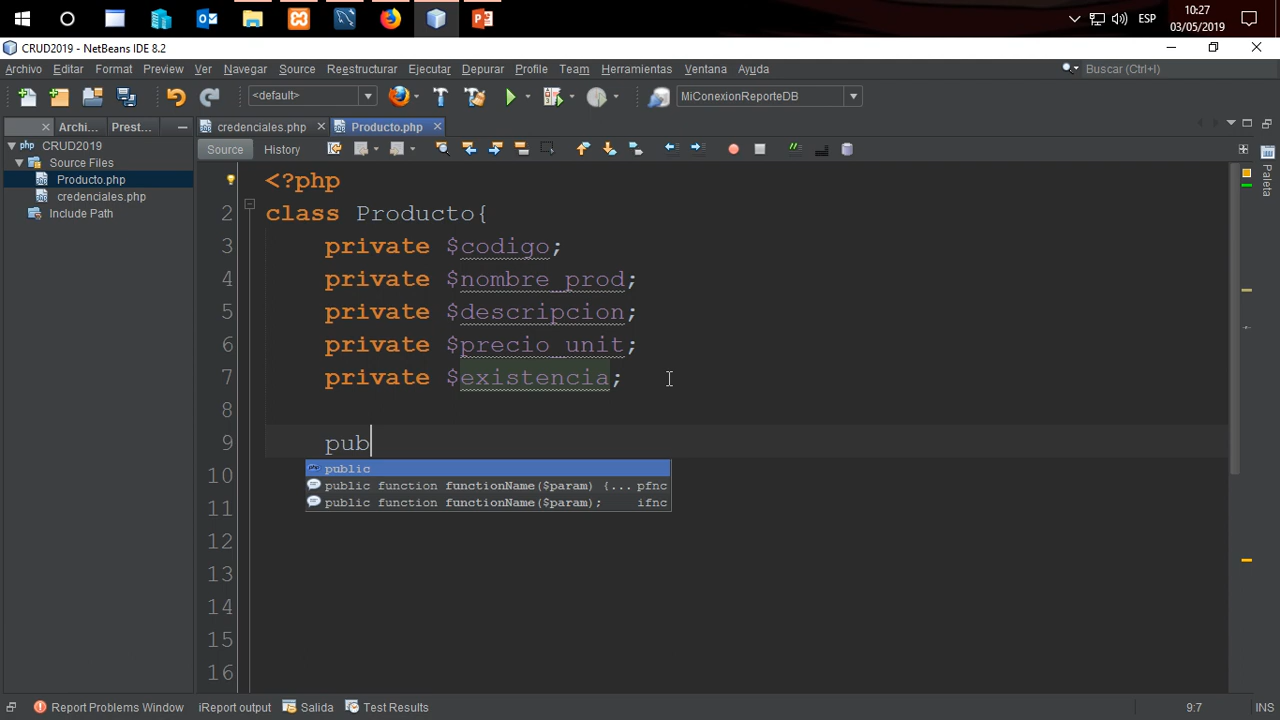 ESP
10:27
03/05/2019
CRUD2019 - NetBeans IDE 8.2
Archivo Editar Format Preview Ver Navegar Source Reestructurar Ejecutar Depurar Profile Team Herramientas Ventana Ayuda
Buscar (Ctrl+I)
<default>
MiConexionReporteDB
Archi... Prest...
credenciales.php Producto.php
php CRUD2019
Source Files
Producto.php
credenciales.php
Include Path
Source History
Paleta
<?php
2 class Producto{
3 private $codigo;
4 private $nombre_prod;
5 private $descripcion;
6 private $precio_unit;
7 private $existencia;
8
9 pub
public
public function functionName($param) {... pfnc
public function functionName($param); ifnc
10
11
12
13
14
15
16
Report Problems Window iReport output Salida Test Results
9:7 INS